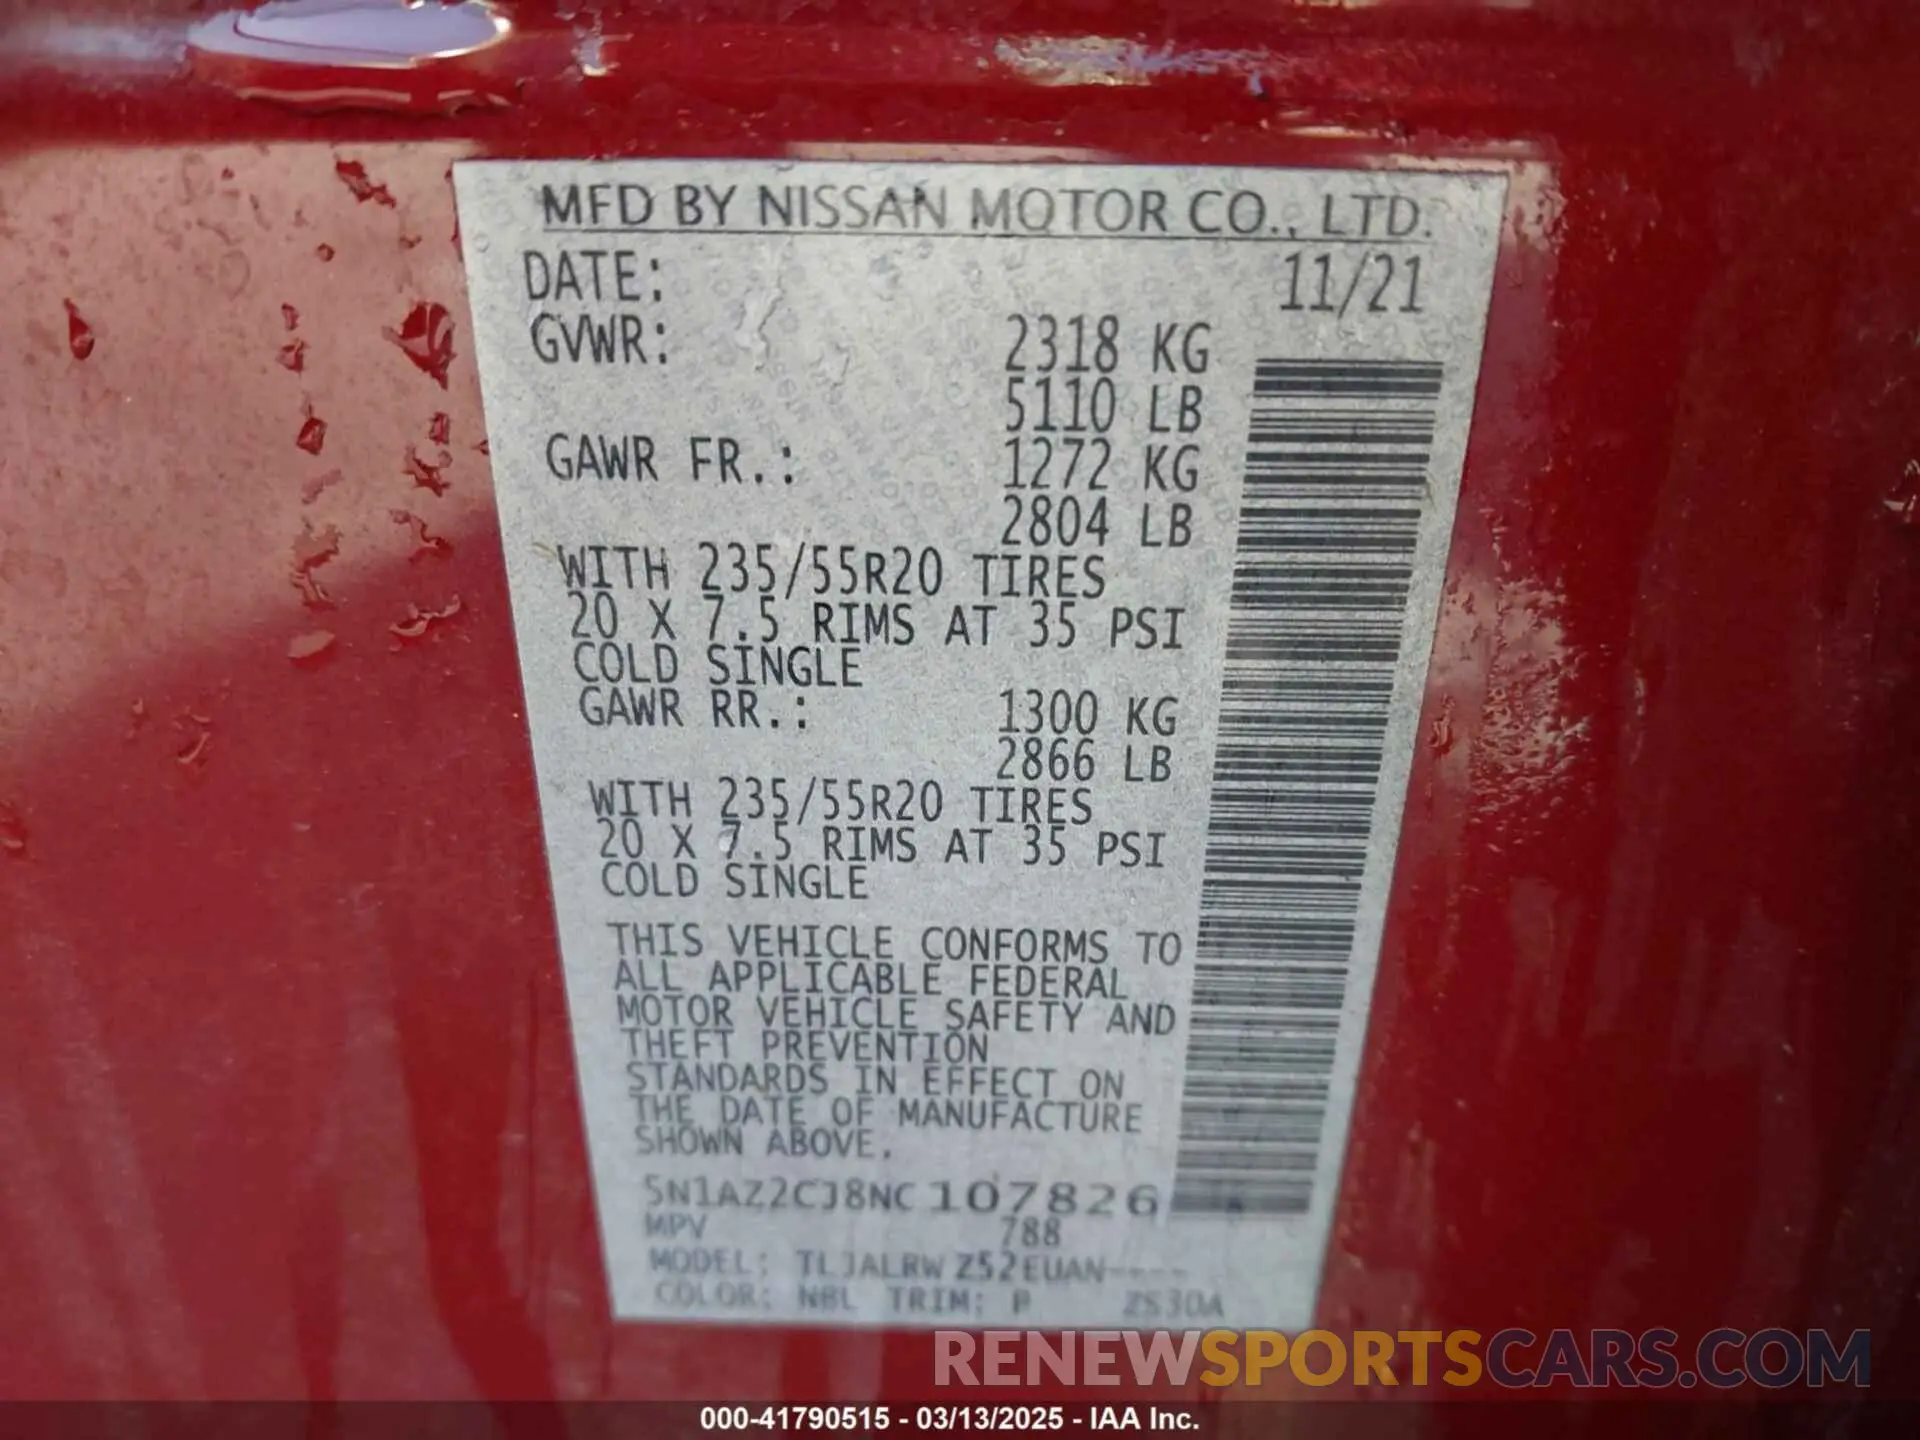 MFD BY NISSAN MOTOR CO., LTD.
DATE: 11/21
GVWR: 2318 KG
5110 LB
GAWR FR.: 1272 KG
2804 LB
WITH 235/55R20 TIRES
20 X 7.5 RIMS AT 35 PSI
COLD SINGLE
GAWR RR.: 1300 KG
2866 LB
WITH 235/55R20 TIRES
20 X 7.5 RIMS AT 35 PSI
COLD SINGLE
THIS VEHICLE CONFORMS TO
ALL APPLICABLE FEDERAL
MOTOR VEHICLE SAFETY AND
THEFT PREVENTION
STANDARDS IN EFFECT ON
THE DATE OF MANUFACTURE
SHOWN ABOVE.
5N1AZ2CJ8NC107826
MPV 788
MODEL: TLJALRW Z52EUAN----
COLOR: NBL TRIM: P
RENEWSPORTSCARS.COM
000-41790515 - 03/13/2025 - IAA Inc.